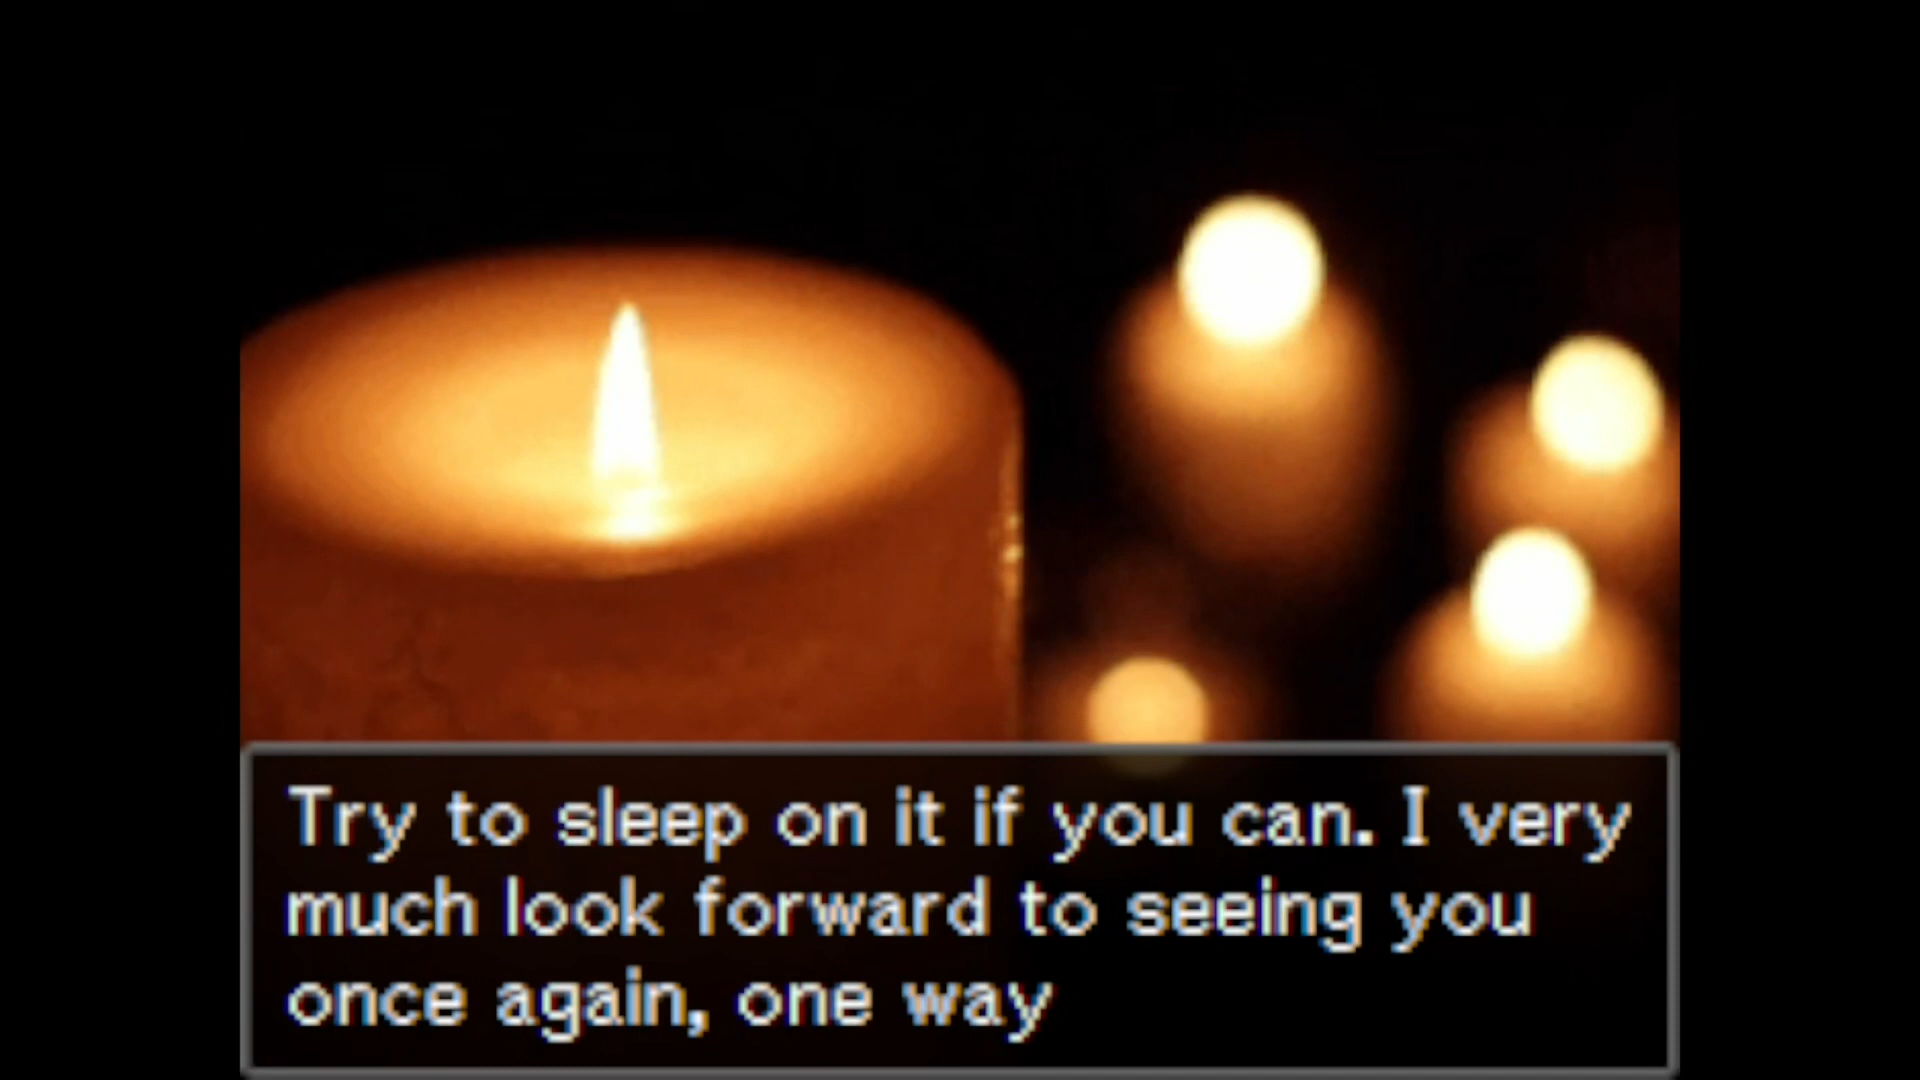 Try to sleep on it if you can. I very
much look forward to seeing you
once again, one way